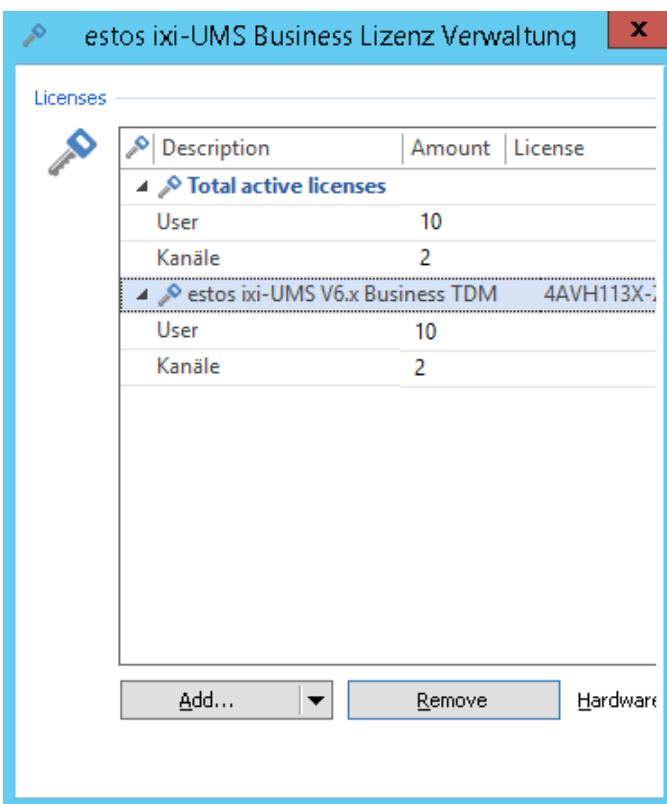 estos ixi-UMS Business Lizenz Verwaltung x
Licenses
Description Amount License
Total active licenses
User 10
Kanäle 2
estos ixi-UMS V6.x Business TDM 4AVH113X-
User 10
Kanäle 2
Add... Remove Hardware